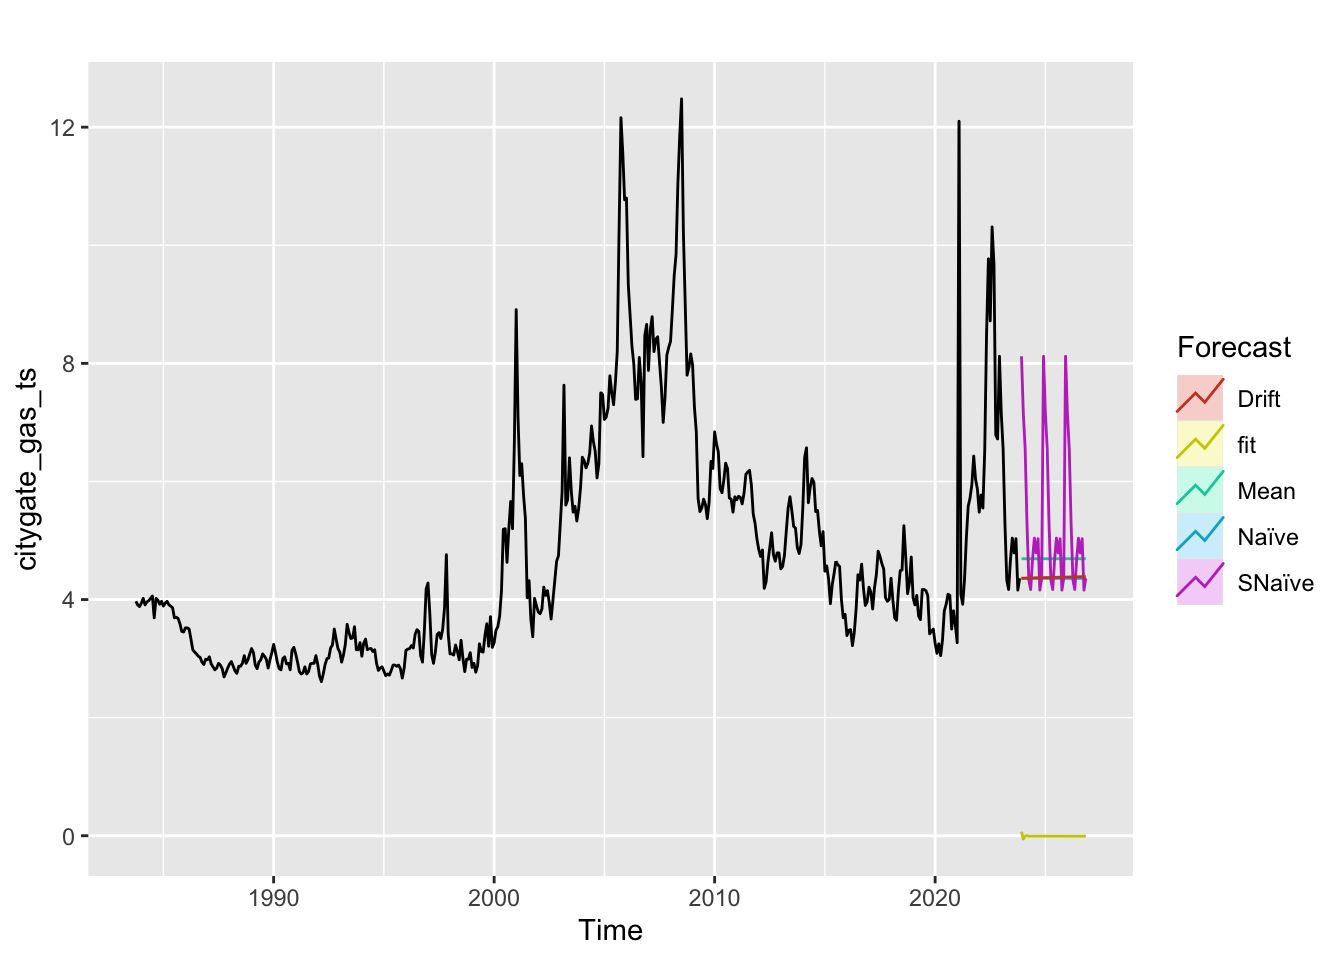 citygate_gas_ts
12
8
4
0
1990
2000
2010
2020
Time
Forecast
Drift
fit
Mean
Naïve
SNaïve